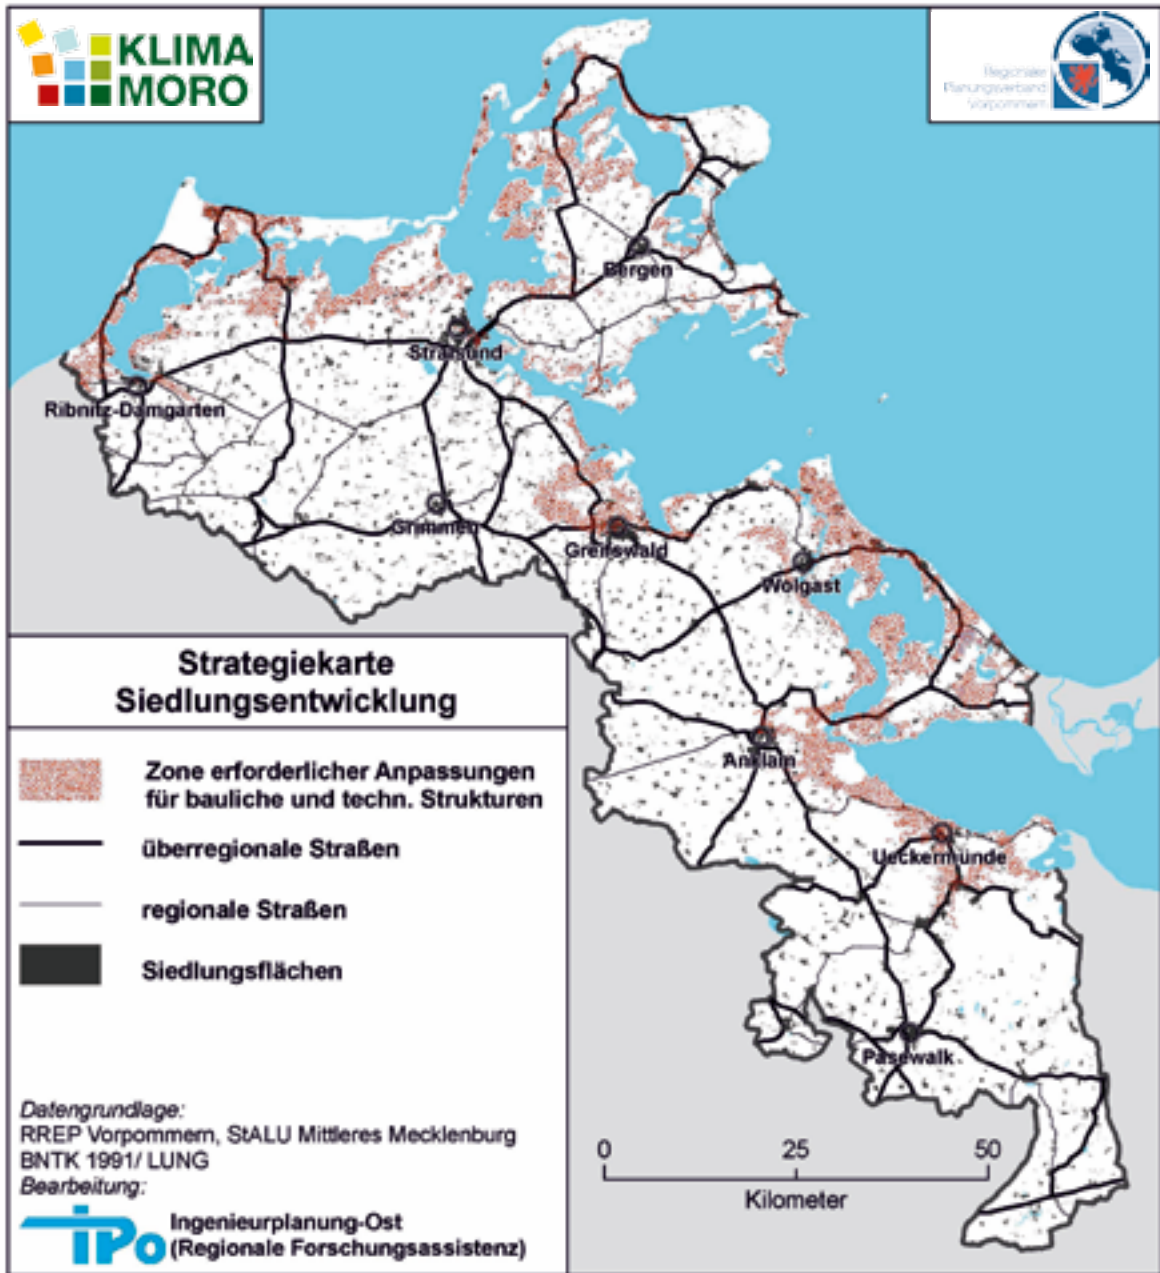 KLIMA
MORO
Regionaler
Planungsverband
Vorpommern
Bergen
Stralsund
Ribnitz-Damgarten
Grimmen
Greifswald
Wolgast
Anklam
Ueckermünde
Pasewalk
Strategiekarte
Siedlungsentwicklung
Zone erforderlicher Anpassungen
für bauliche und techn. Strukturen
überregionale Straßen
regionale Straßen
Siedlungsflächen
Datengrundlage:
RREP Vorpommern, StALU Mittleres Mecklenburg
BNTK 1991/ LUNG
Bearbeitung:
IPO
Ingenieurplanung-Ost
(Regionale Forschungsassistenz)
0 25 50
Kilometer